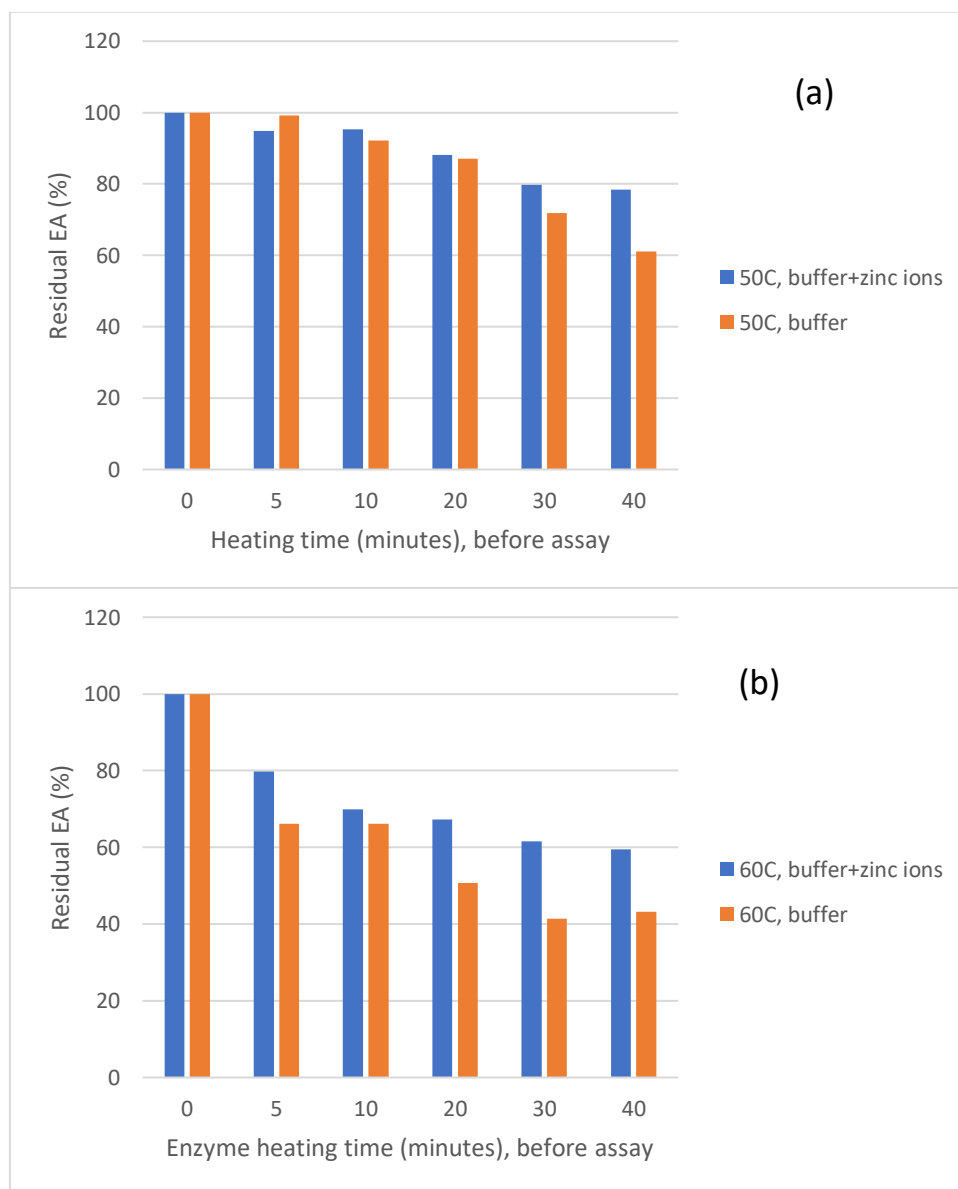 120
(a)
100
80
60
40
20
0
Residual EA (%)
50C, buffer+zinc ions
50C, buffer
0 5 10 20 30 40
Heating time (minutes), before assay
120
(b)
100
80
60
40
20
0
Residual EA (%)
60C, buffer+zinc ions
60C, buffer
0 5 10 20 30 40
Enzyme heating time (minutes), before assay